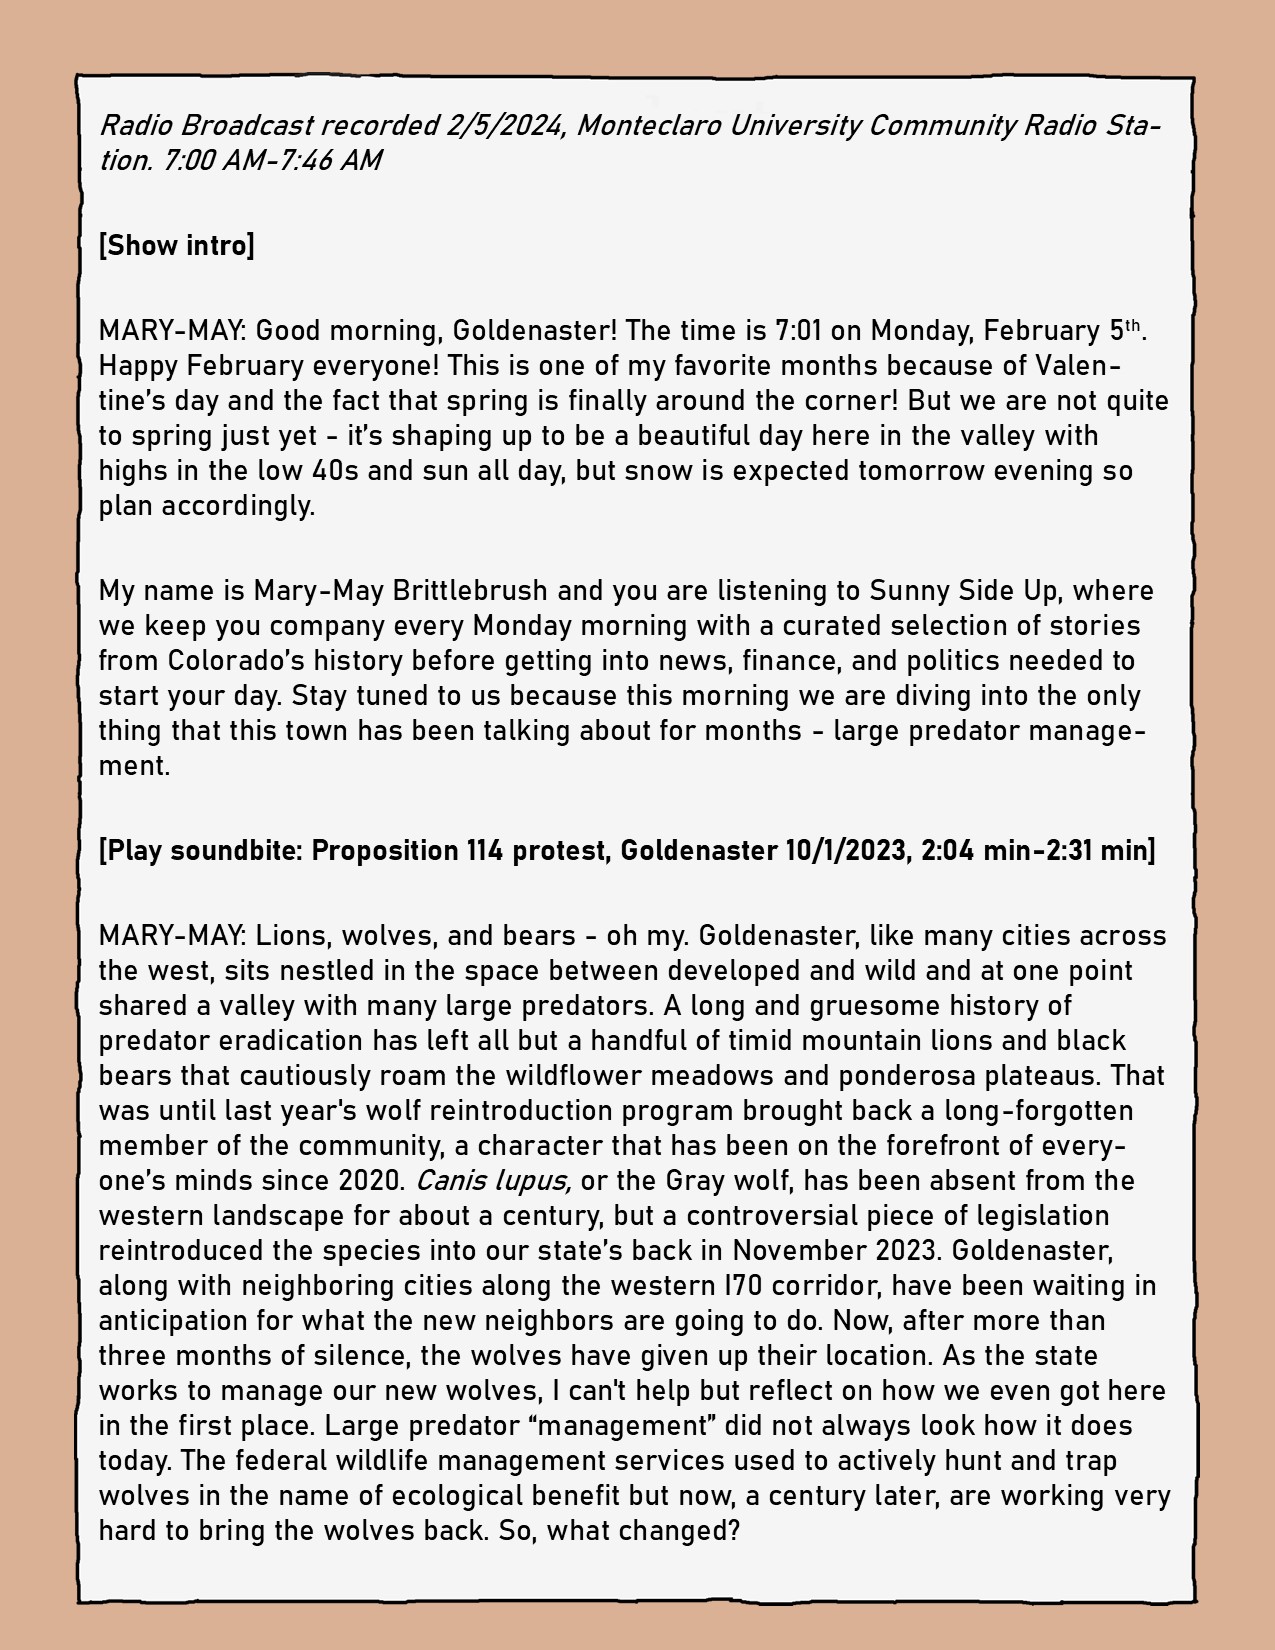 Radio Broadcast recorded 2/5/2024, Monteclaro University Community Radio Sta-
tion. 7:00 AM-7:46 AM
[Show intro]
MARY-MAY: Good morning, Goldenaster! The time is 7:01 on Monday, February 5th.
Happy February everyone! This is one of my favorite months because of Valen-
tine’s day and the fact that spring is finally around the corner! But we are not quite
to spring just yet - it’s shaping up to be a beautiful day here in the valley with
highs in the low 40s and sun all day, but snow is expected tomorrow evening so
plan accordingly.
My name is Mary-May Brittlebrush and you are listening to Sunny Side Up, where
we keep you company every Monday morning with a curated selection of stories
from Colorado’s history before getting into news, finance, and politics needed to
start your day. Stay tuned to us because this morning we are diving into the only
thing that this town has been talking about for months - large predator manage-
ment.
[Play soundbite: Proposition 114 protest, Goldenaster 10/1/2023, 2:04 min-2:31 min]
MARY-MAY: Lions, wolves, and bears - oh my. Goldenaster, like many cities across
the west, sits nestled in the space between developed and wild and at one point
shared a valley with many large predators. A long and gruesome history of
predator eradication has left all but a handful of timid mountain lions and black
bears that cautiously roam the wildflower meadows and ponderosa plateaus. That
was until last year's wolf reintroduction program brought back a long-forgotten
member of the community, a character that has been on the forefront of every-
one’s minds since 2020. Canis lupus, or the Gray wolf, has been absent from the
western landscape for about a century, but a controversial piece of legislation
reintroduced the species into our state’s back in November 2023. Goldenaster,
along with neighboring cities along the western I70 corridor, have been waiting in
anticipation for what the new neighbors are going to do. Now, after more than
three months of silence, the wolves have given up their location. As the state
works to manage our new wolves, I can't help but reflect on how we even got here
in the first place. Large predator “management” did not always look how it does
today. The federal wildlife management services used to actively hunt and trap
wolves in the name of ecological benefit but now, a century later, are working very
hard to bring the wolves back. So, what changed?